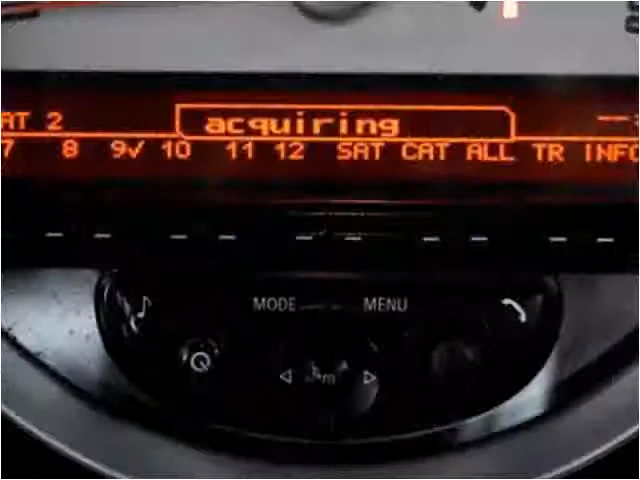 AT 2 acquiring
7 8 9✓ 10 11 12 SAT CAT ALL TR INFO
MODE MENU